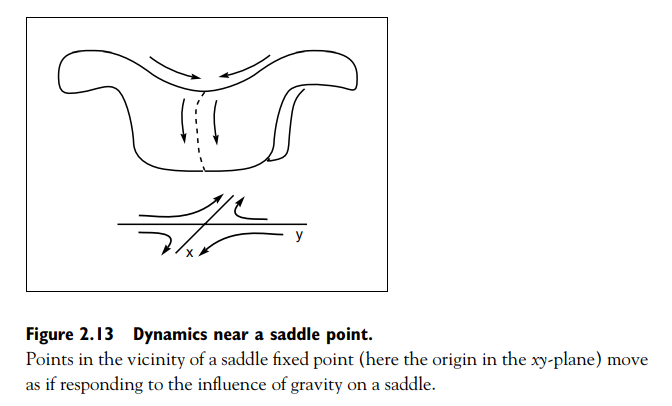 y
x
Figure 2.13 Dynamics near a saddle point.
Points in the vicinity of a saddle fixed point (here the origin in the xy-plane) move
as if responding to the influence of gravity on a saddle.